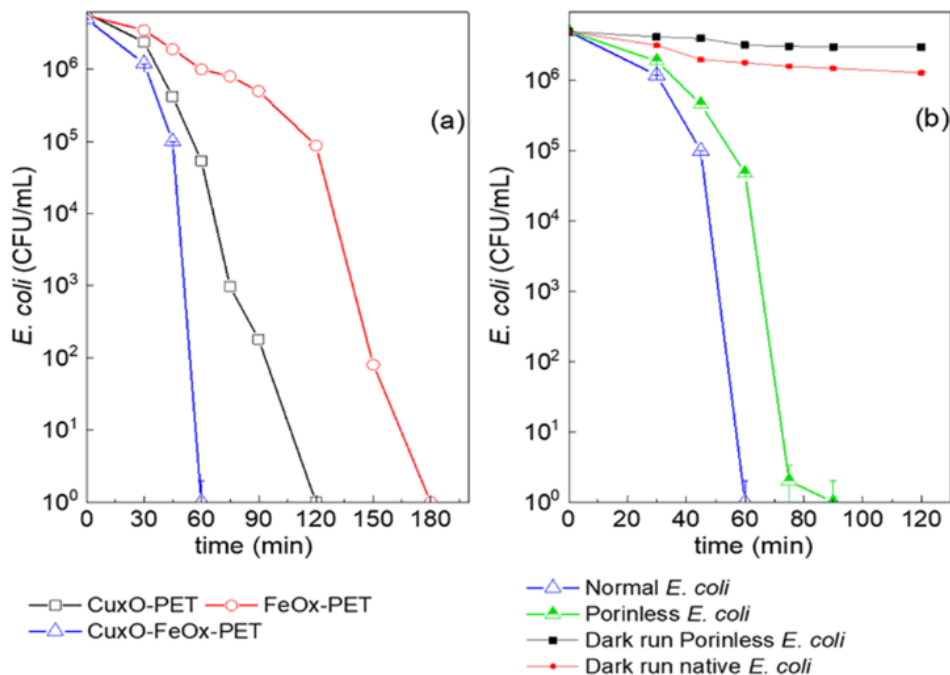 (a)
E. coli (CFU/mL)
10^6
10^5
10^4
10^3
10^2
10^1
10^0
0 30 60 90 120 150 180
time (min)
CuxO-PET FeOx-PET
CuxO-FeOx-PET
(b)
E. coli (CFU/mL)
10^6
10^5
10^4
10^3
10^2
10^1
10^0
0 20 40 60 80 100 120
time (min)
Normal E. coli
Porinless E. coli
Dark run Porinless E. coli
Dark run native E. coli